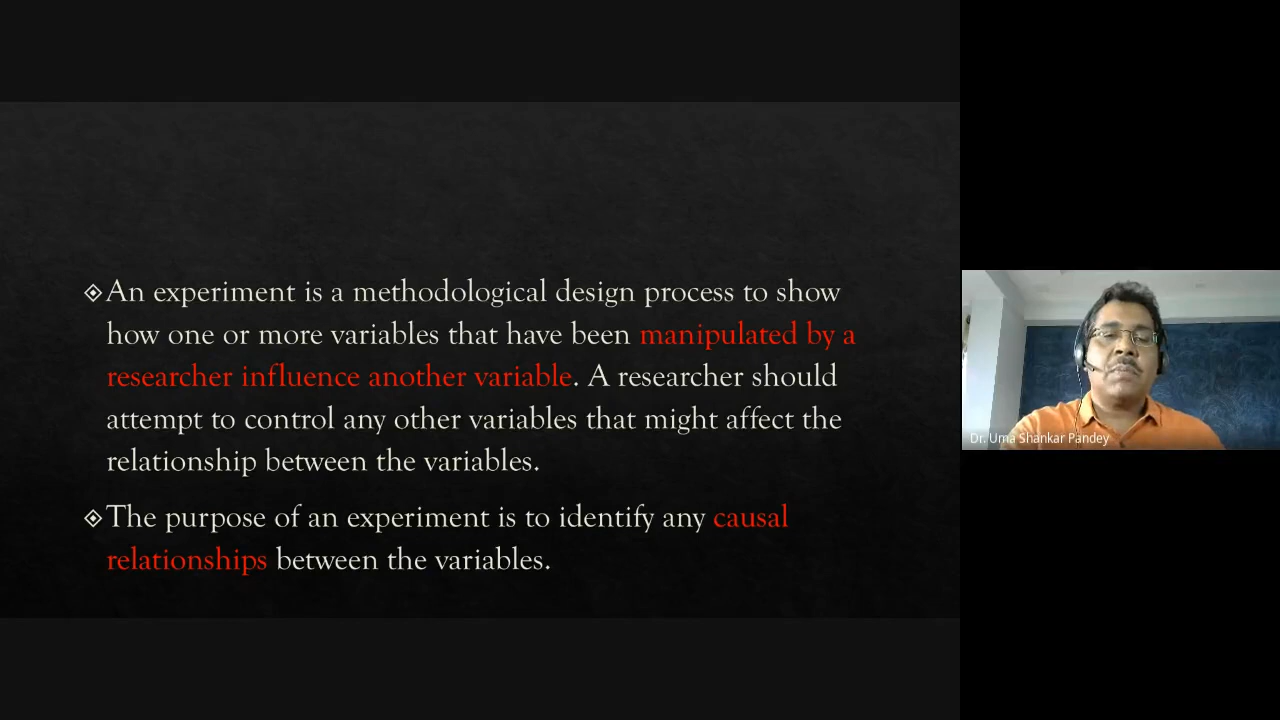 An experiment is a methodological design process to show
how one or more variables that have been manipulated by a
researcher influence another variable. A researcher should
attempt to control any other variables that might affect the
relationship between the variables.
The purpose of an experiment is to identify any causal
relationships between the variables.
Dr. Uma Shankar Pandey